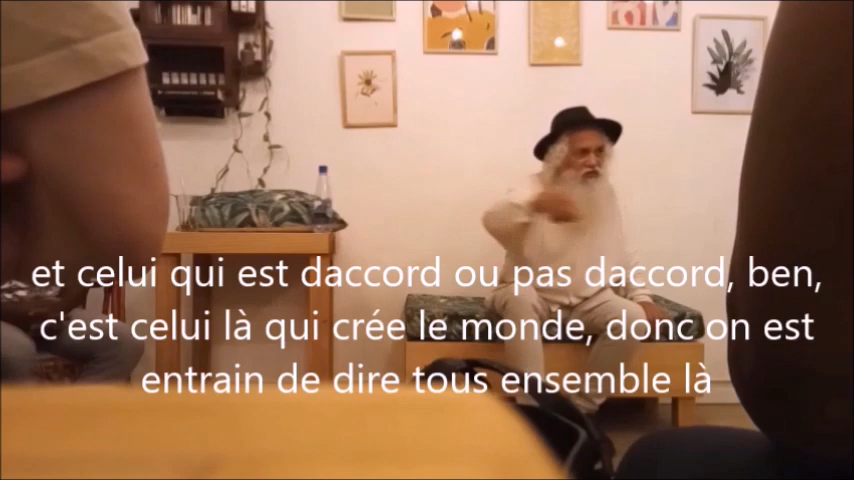 et celui qui est daccord ou pas daccord, ben,
c'est celui là qui crée le monde, donc on est
entrain de dire tous ensemble là